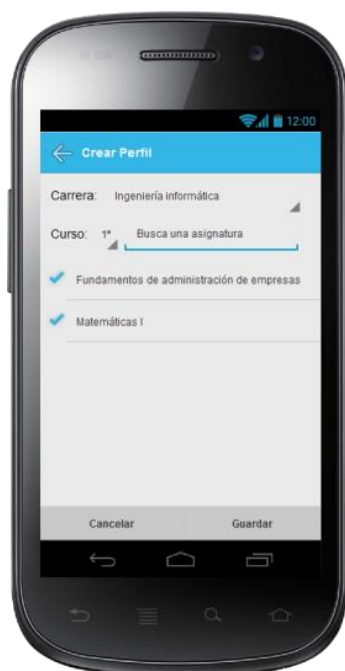 12:00
Crear Perfil
Carrera: Ingeniería informática
Curso: 1º Busca una asignatura
Fundamentos de administración de empresas
Matemáticas I
Cancelar Guardar